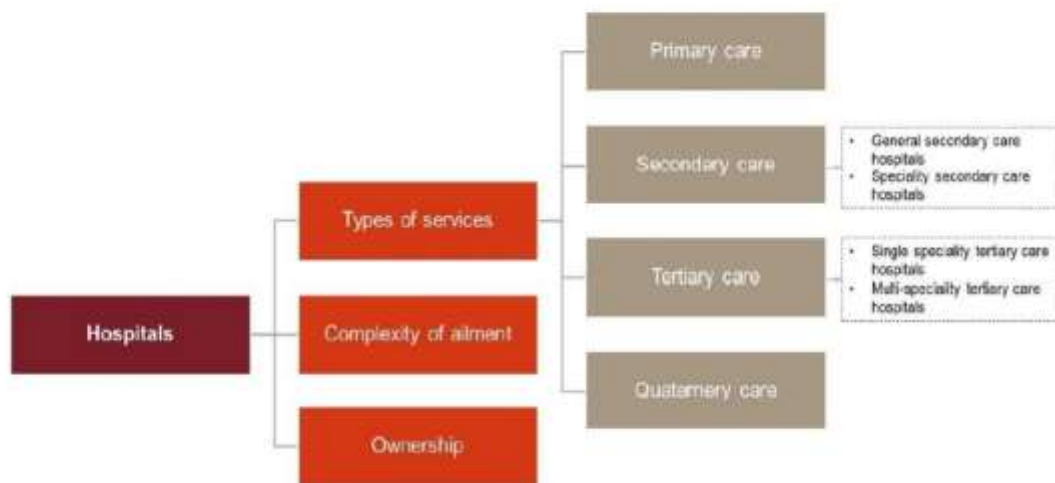 Primary care
Secondary care
• General secondary care
hospitals
• Speciality secondary care
hospitals
Types of services
Tertiary care
• Single speciality tertiary care
hospitals
• Multi-speciality tertiary care
hospitals
Hospitals
Complexity of ailment
Quaternery care
Ownership